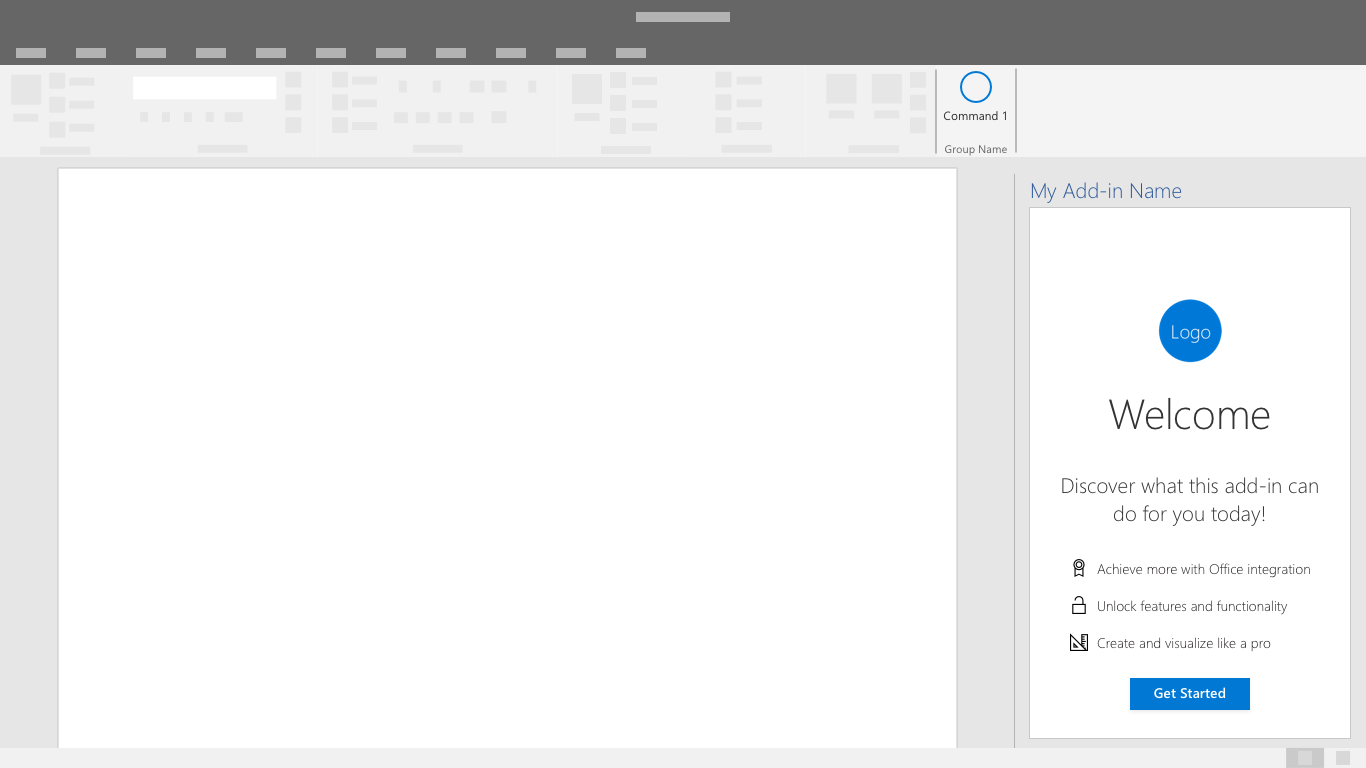 Command 1
Group Name
My Add-in Name
Logo
Welcome
Discover what this add-in can
do for you today!
Achieve more with Office integration
Unlock features and functionality
Create and visualize like a pro
Get Started